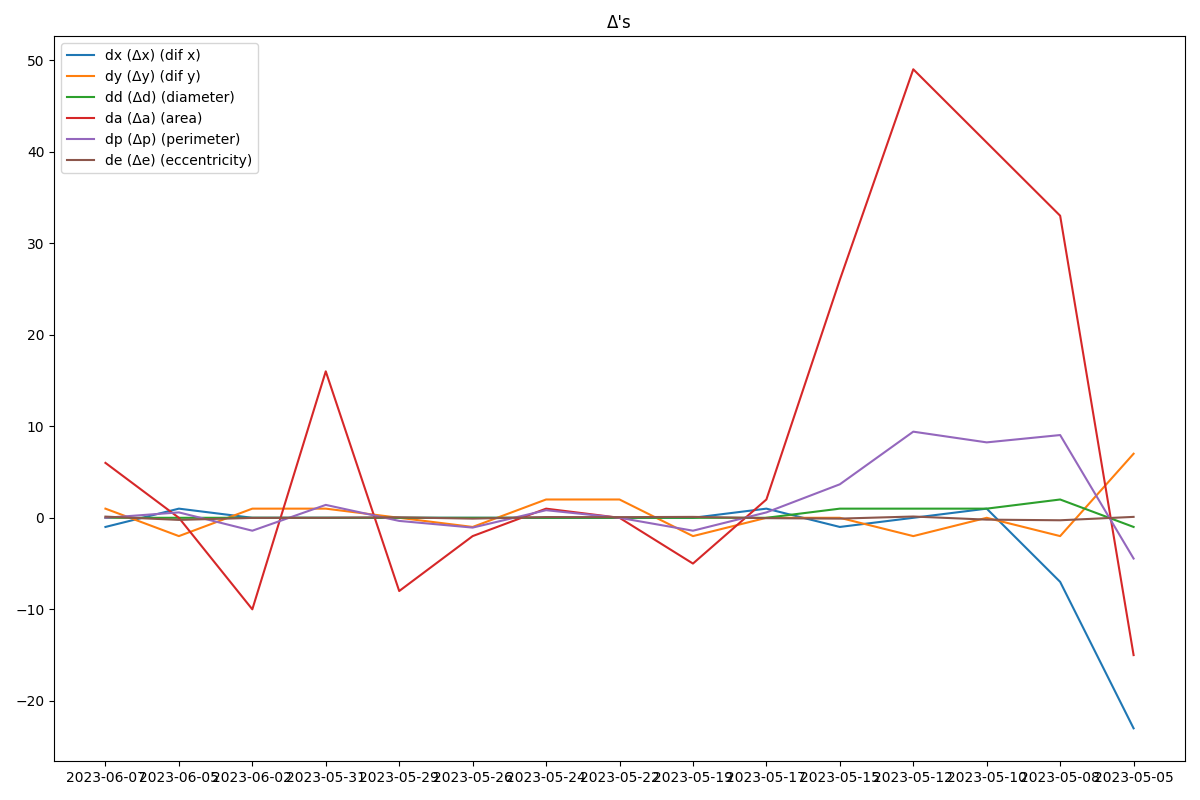 Δ's
dx (Δx) (dif x)
dy (Δy) (dif y)
dd (Δd) (diameter)
da (Δa) (area)
dp (Δp) (perimeter)
de (Δe) (eccentricity)
50
40
30
20
10
0
−10
−20
2023-06-07 2023-06-05 2023-06-02 2023-05-31 2023-05-29 2023-05-26 2023-05-24 2023-05-22 2023-05-19 2023-05-17 2023-05-15 2023-05-12 2023-05-10 2023-05-08 2023-05-05